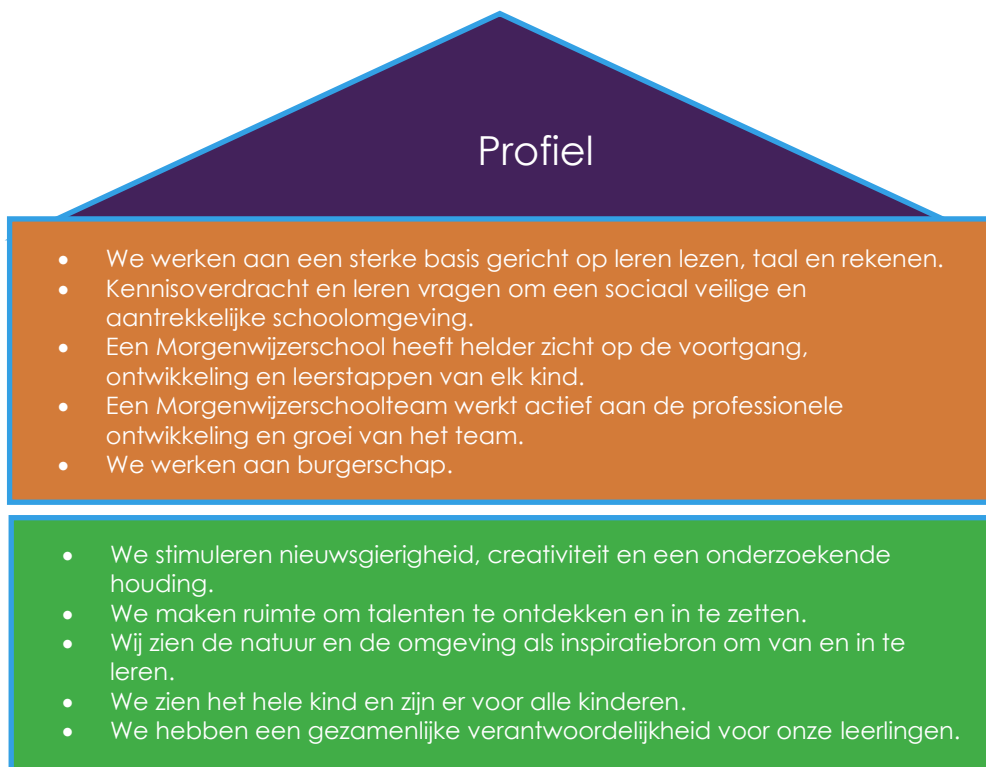 Profiel
• We werken aan een sterke basis gericht op leren lezen, taal en rekenen.
• Kennisoverdracht en leren vragen om een sociaal veilige en
aantrekkelijke schoolomgeving.
• Een Morgenwijzerschool heeft helder zicht op de voortgang,
ontwikkeling en leerstappen van elk kind.
• Een Morgenwijzerschoolteam werkt actief aan de professionele
ontwikkeling en groei van het team.
• We werken aan burgerschap.
• We stimuleren nieuwsgierigheid, creativiteit en een onderzoekende
houding.
• We maken ruimte om talenten te ontdekken en in te zetten.
• Wij zien de natuur en de omgeving als inspiratiebron om van en in te
leren.
• We zien het hele kind en zijn er voor alle kinderen.
• We hebben een gezamenlijke verantwoordelijkheid voor onze leerlingen.